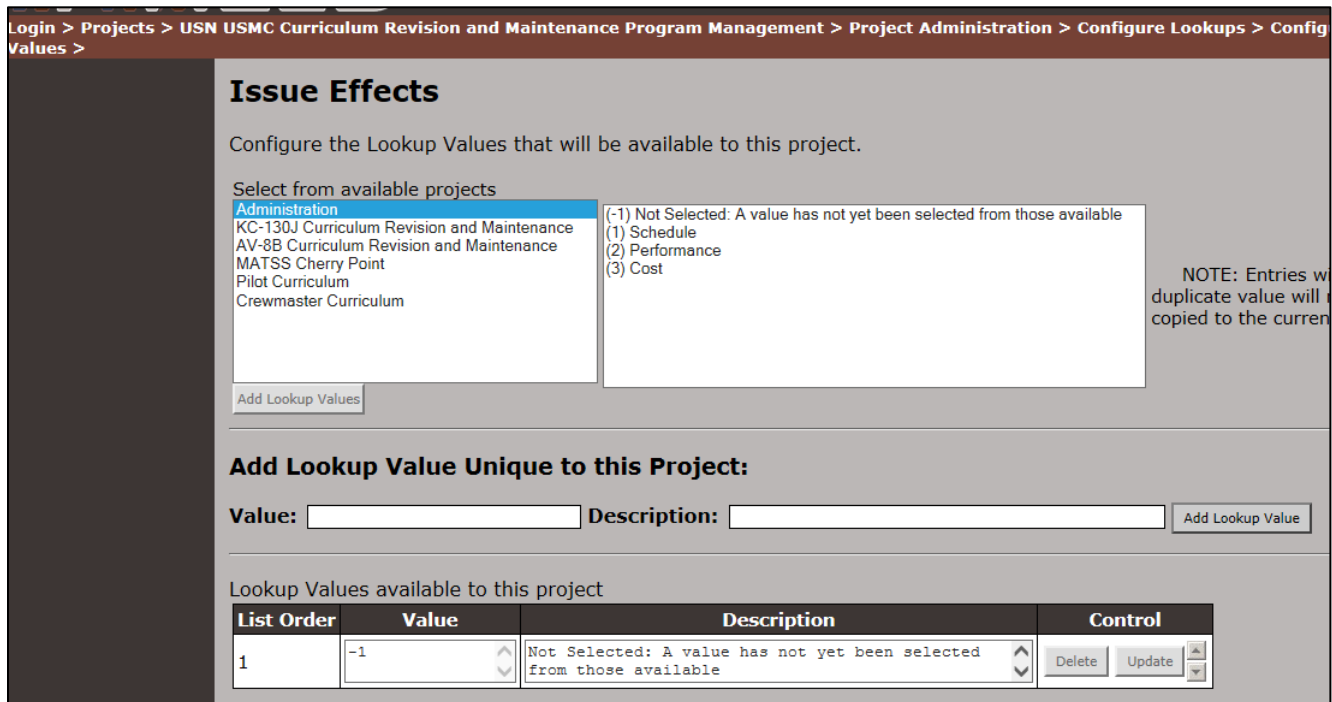 Login > Projects > USN USMC Curriculum Revision and Maintenance Program Management > Project Administration > Configure Lookups >
Values >
Issue Effects
Configure the Lookup Values that will be available to this project.
Select from available projects
Administration
KC-130J Curriculum Revision and Maintenance
AV-8B Curriculum Revision and Maintenance
MATSS Cherry Point
Pilot Curriculum
Crewmaster Curriculum
(-1) Not Selected: A value has not yet been selected from those available
(1) Schedule
(2) Performance
(3) Cost
NOTE: Entries
duplicate value will
copied to the
Add Lookup Values
Add Lookup Value Unique to this Project:
Value: Description: Add Lookup Value
Lookup Values available to this project
List Order Value Description Control
1 -1 Not Selected: A value has not yet been selected
from those available
Delete Update